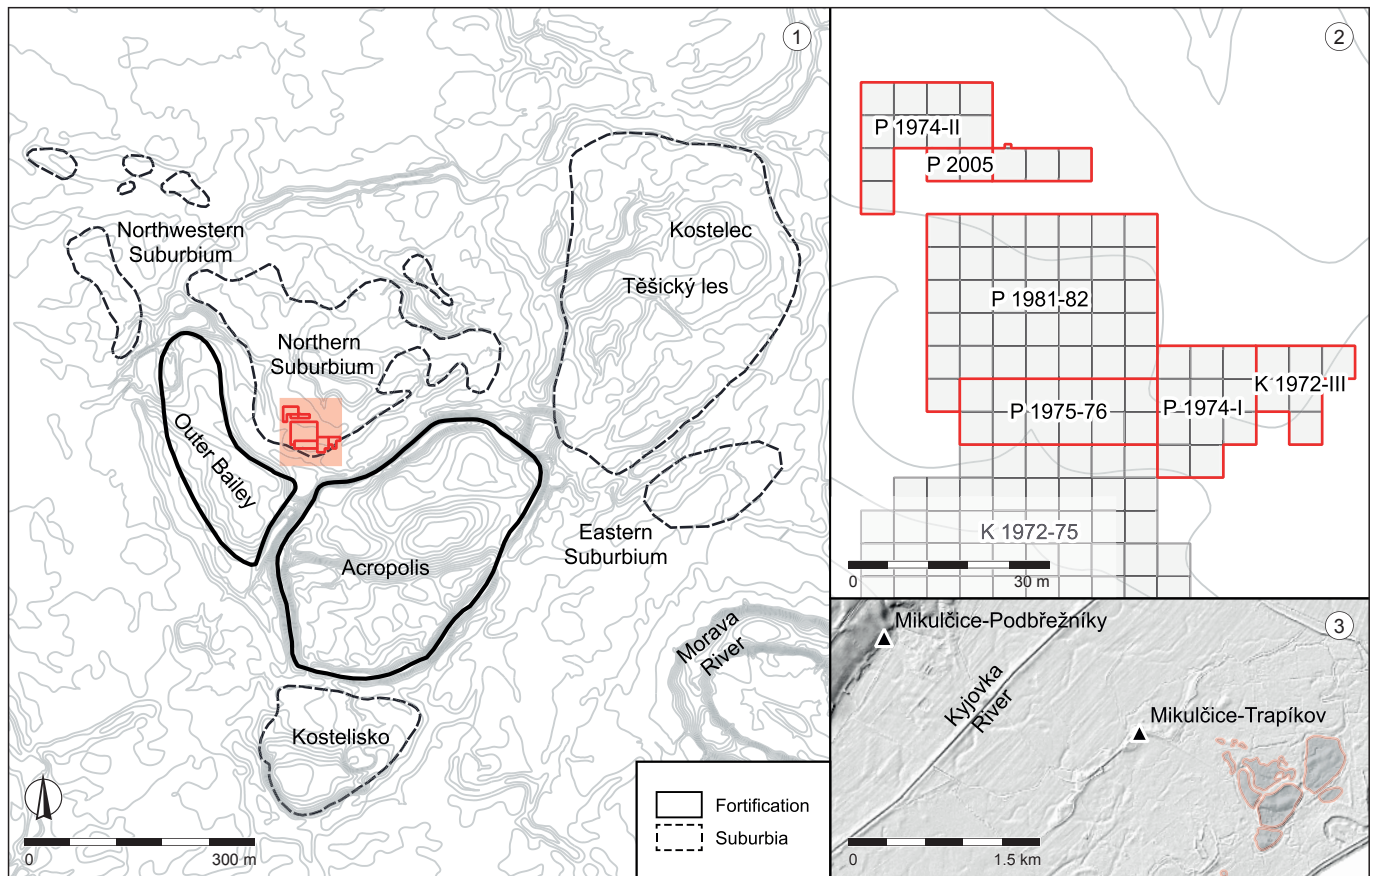 1
Northwestern
Suburbium
Kostelec
Těšický les
Northern
Suburbium
Outer Bailey
Eastern
Suburbium
Acropolis
Morava
River
Kostelisko
0
300 m
Fortification
Suburbia
2
P 1974-II
P 2005
P 1981-82
K 1972-III
P 1975-76
P 1974-I
K 1972-75
0
30 m
3
Mikulčice-Podbřežníky
Kyjovka
River
Mikulčice-Trapíkov
0
1.5 km